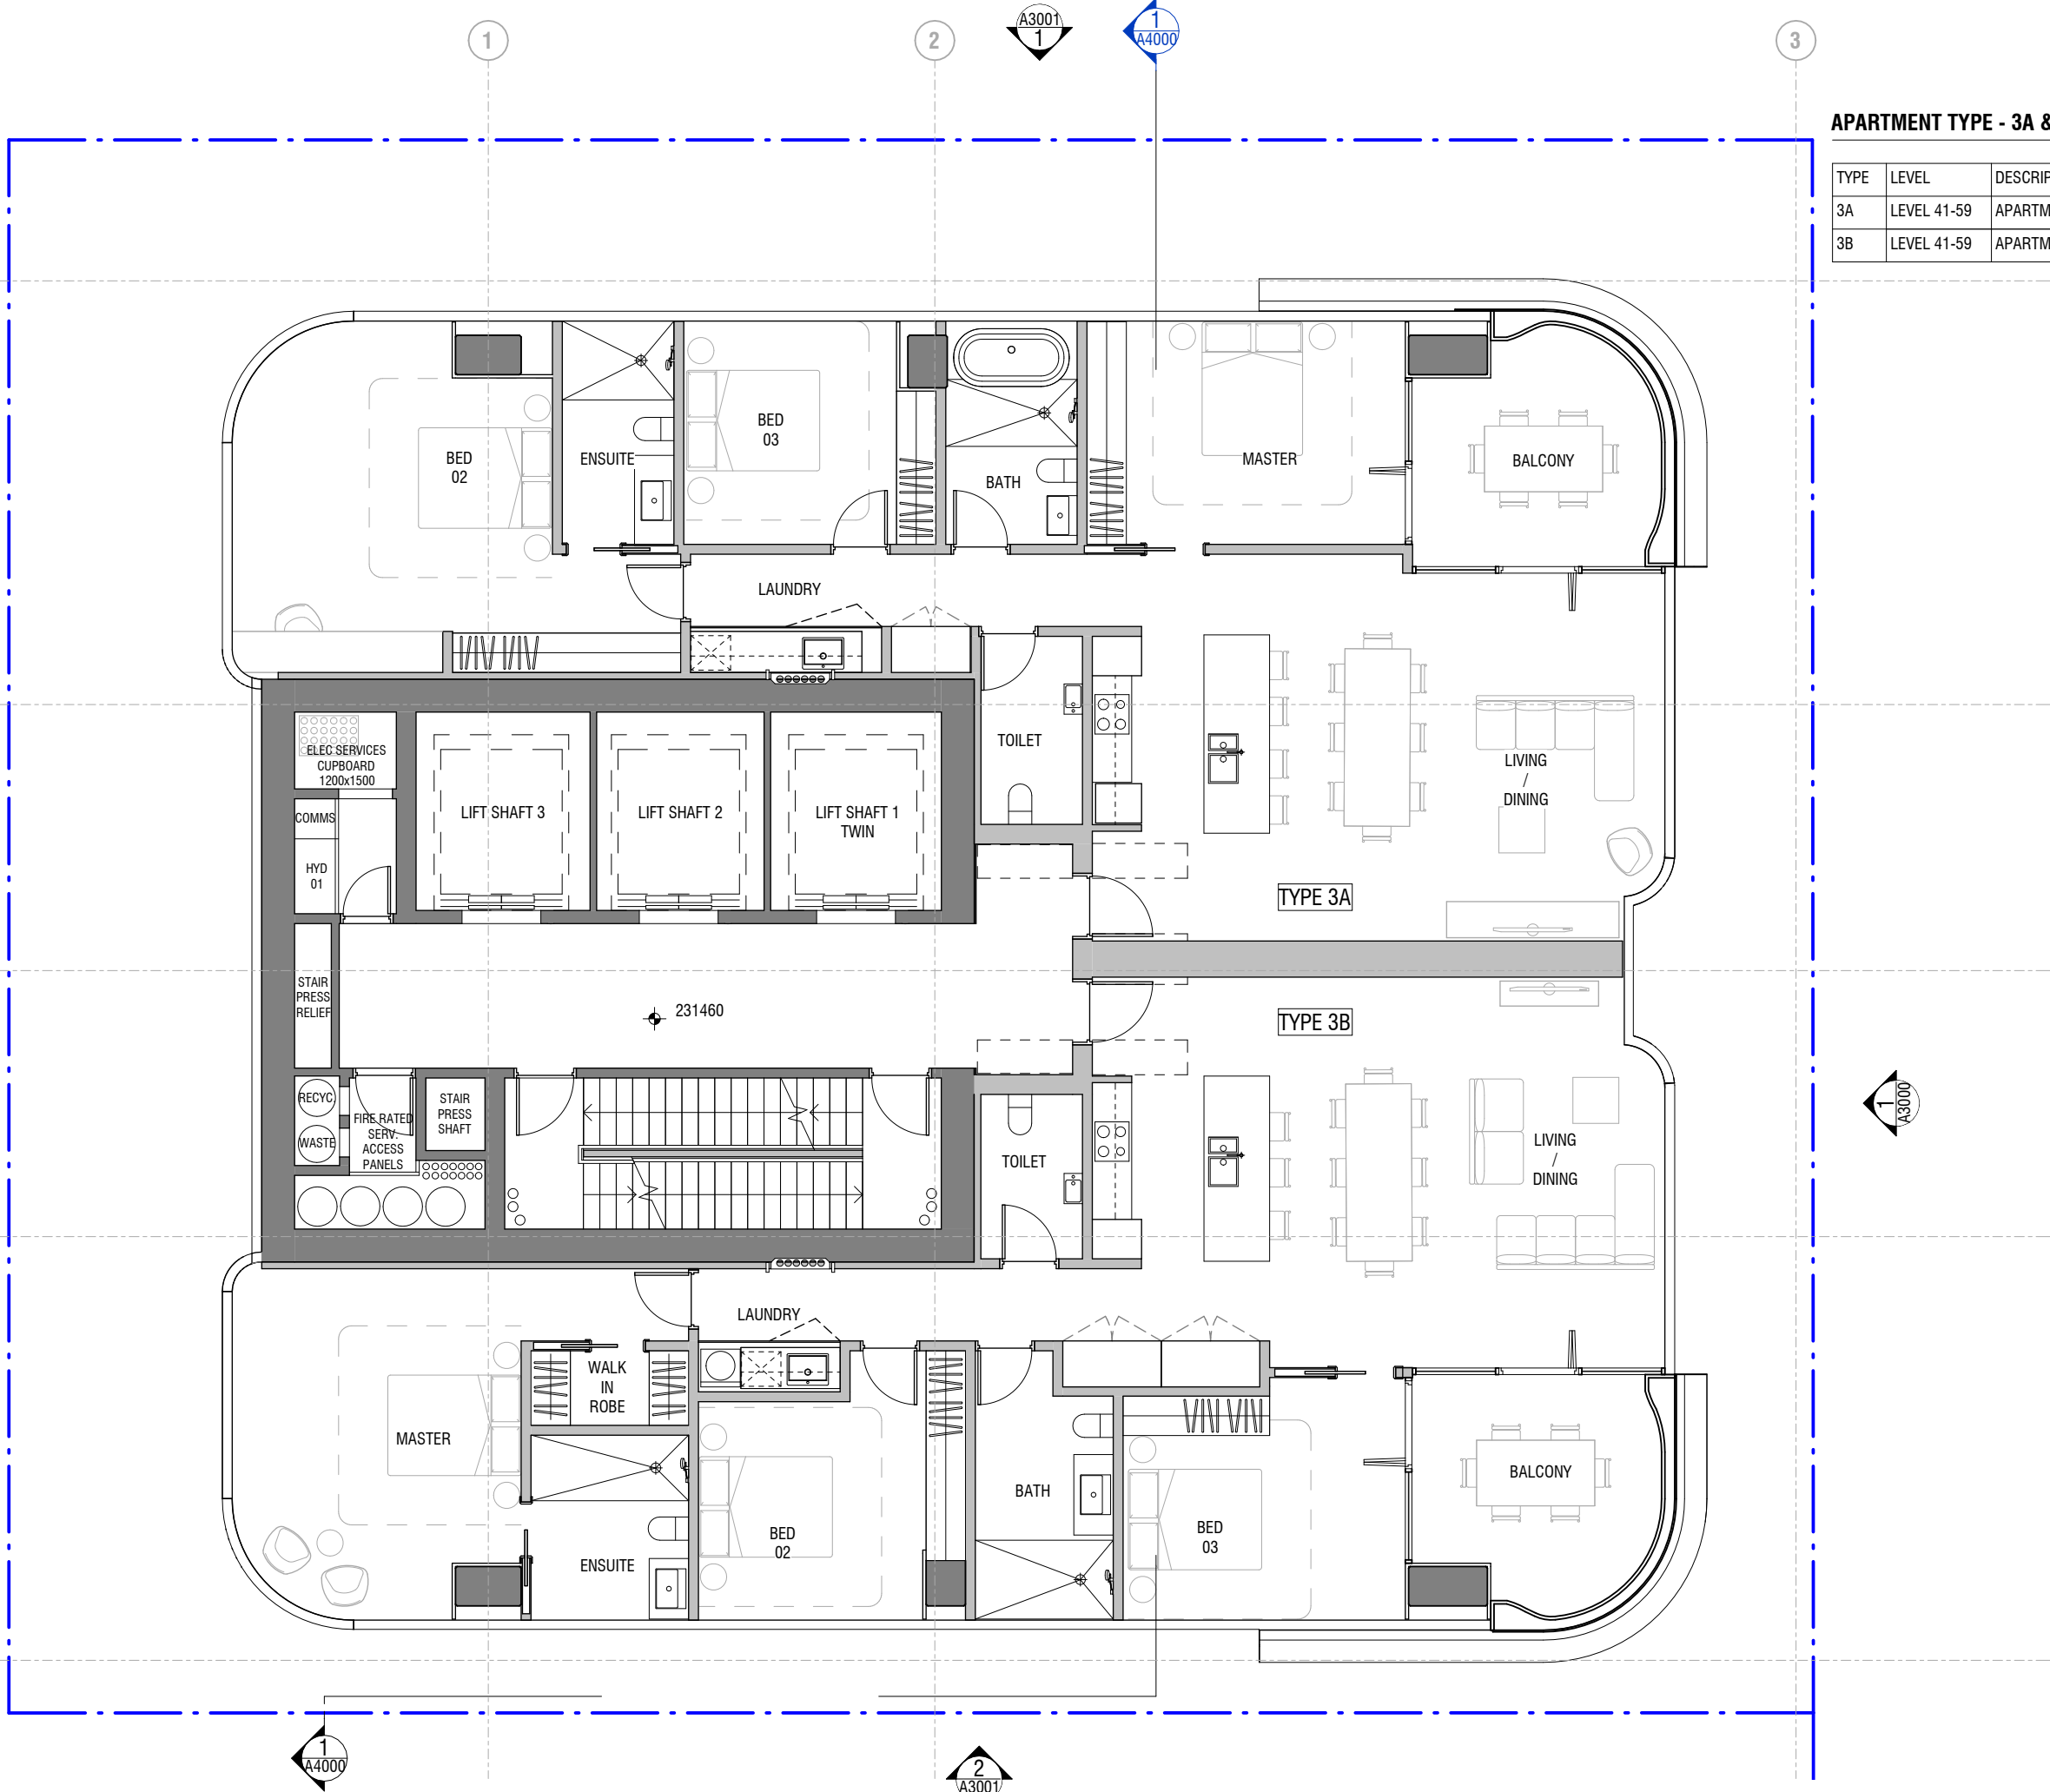 1
2
A3001
1
1
A4000
3
APARTMENT TYPE - 3A &
TYPE LEVEL
3A LEVEL 41-59
3B LEVEL 41-59
BED
02
ENSUITE
BED
03
BATH
MASTER
BALCONY
LAUNDRY
ELEC SERVICES
CUPBOARD
1200x1500
COMMS
HYD
01
LIFT SHAFT 3
LIFT SHAFT 2
LIFT SHAFT 1
TWIN
TOILET
LIVING
/
DINING
TYPE 3A
STAIR
PRESS
RELIEF
231460
TYPE 3B
RECYC.
WASTE
FIRE RATED
SERV.
ACCESS
PANELS
STAIR
PRESS
SHAFT
TOILET
LIVING
/
DINING
1
A3000
LAUNDRY
WALK
IN
ROBE
MASTER
ENSUITE
BED
02
BATH
BED
03
BALCONY
1
A4000
2
A3001